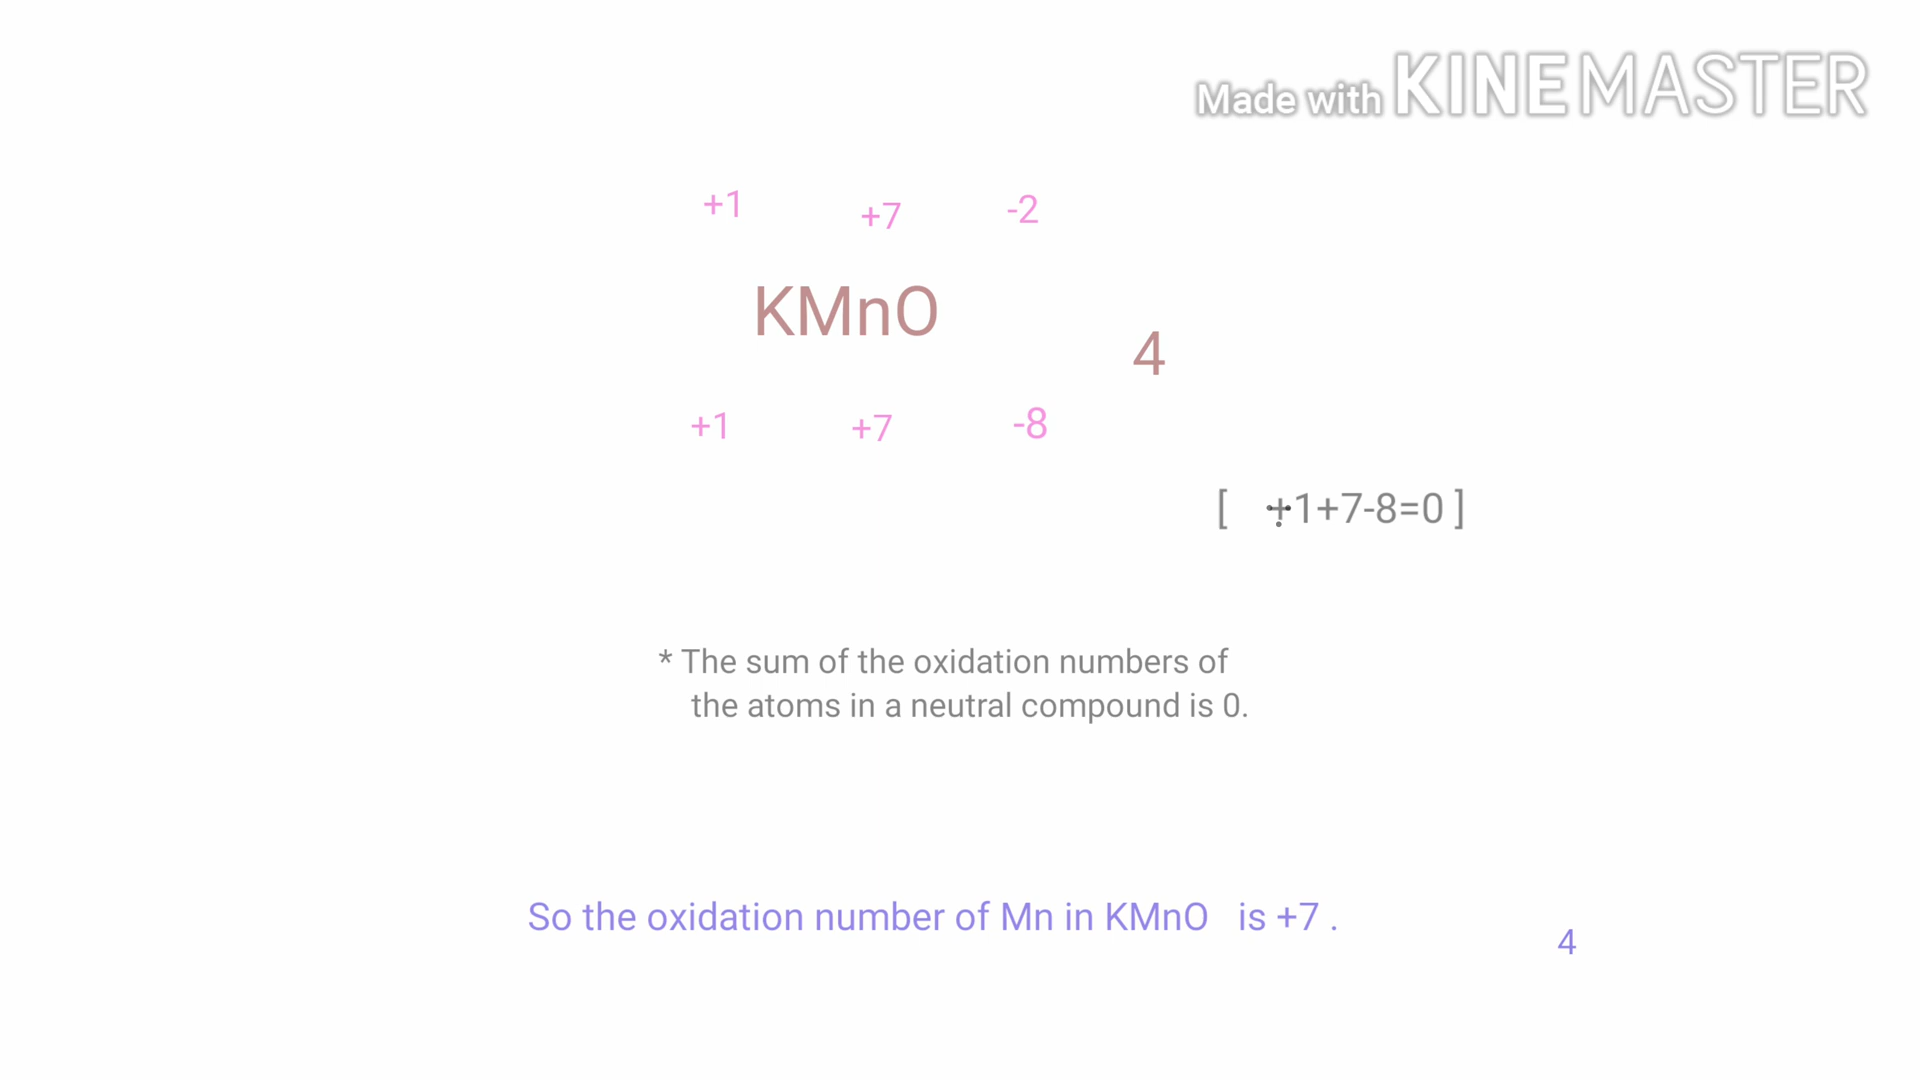 Made with KINEMASTER
+1 +7 -2
KMnO 4
+1 +7 -8
[ +1+7-8=0 ]
* The sum of the oxidation numbers of
the atoms in a neutral compound is 0.
So the oxidation number of Mn in KMnO is +7 .
4